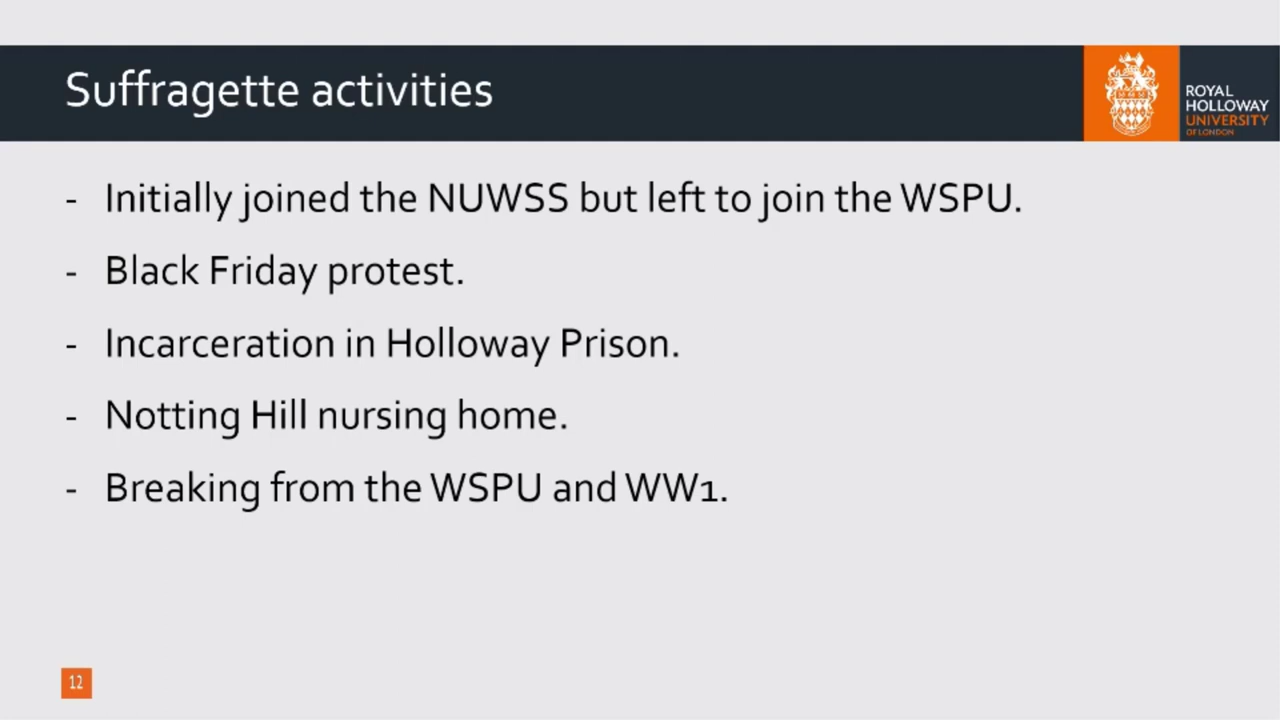 Suffragette activities
ROYAL
HOLLOWAY
UNIVERSITY
OF LONDON
- Initially joined the NUWSS but left to join the WSPU.
- Black Friday protest.
- Incarceration in Holloway Prison.
- Notting Hill nursing home.
- Breaking from the WSPU and WW1.
12